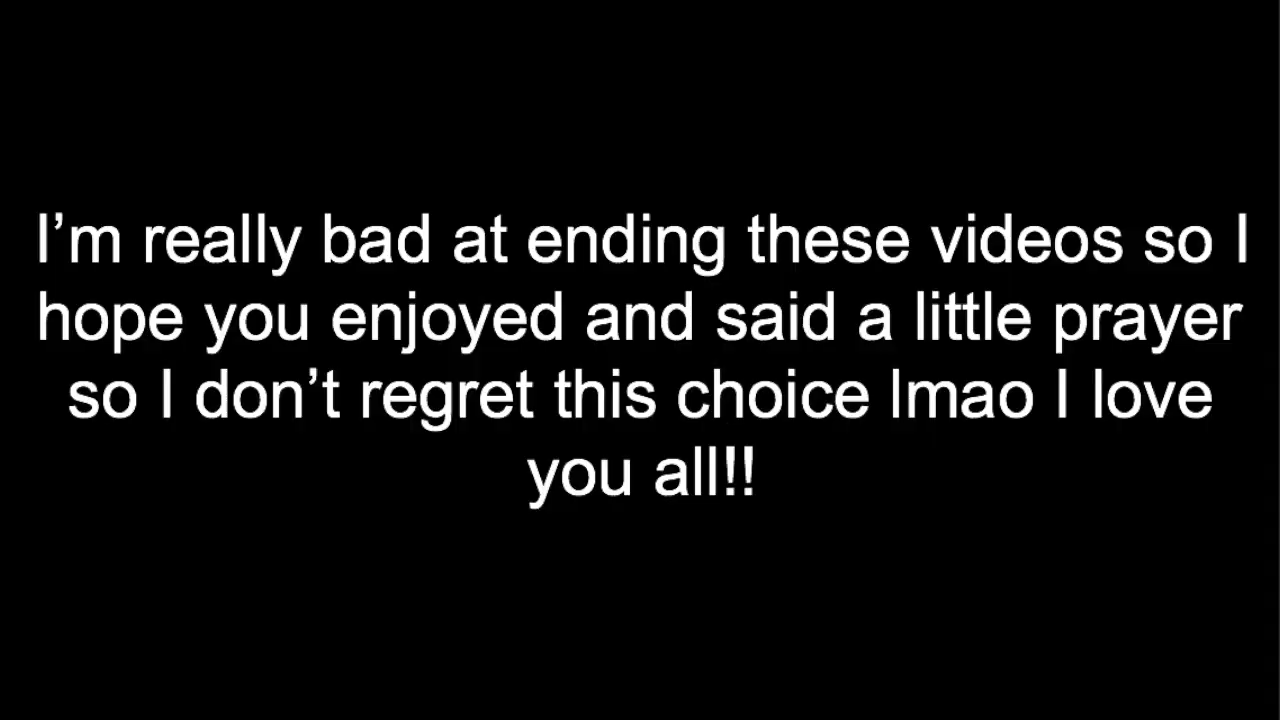 I’m really bad at ending these videos so I
hope you enjoyed and said a little prayer
so I don’t regret this choice lmao I love
you all!!